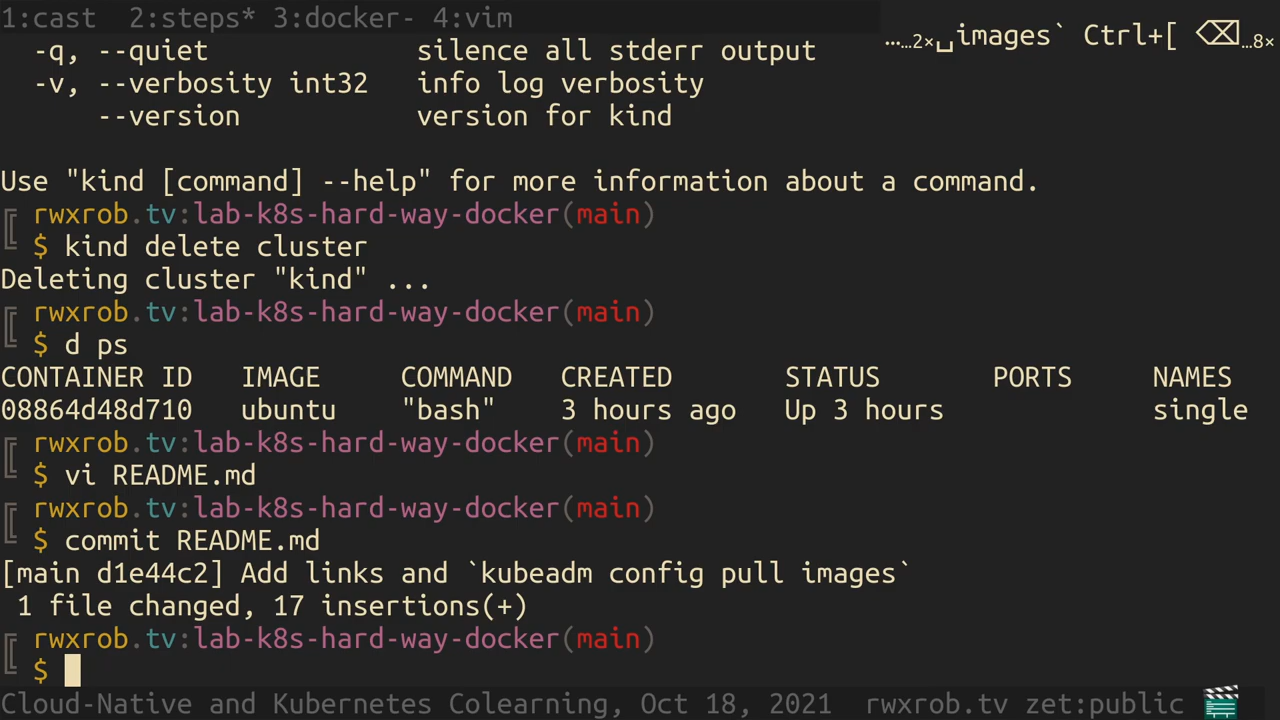 1:cast  2:steps* 3:docker- 4:vim
……2×␣images` Ctrl+[ ⌫…8×
-q, --quiet silence all stderr output
-v, --verbosity int32 info log verbosity
--version version for kind
Use "kind [command] --help" for more information about a command.
rwxrob.tv:lab-k8s-hard-way-docker(main)
$ kind delete cluster
Deleting cluster "kind" ...
rwxrob.tv:lab-k8s-hard-way-docker(main)
$ d ps
CONTAINER ID IMAGE COMMAND CREATED STATUS PORTS NAMES
08864d48d710 ubuntu "bash" 3 hours ago Up 3 hours single
rwxrob.tv:lab-k8s-hard-way-docker(main)
$ vi README.md
rwxrob.tv:lab-k8s-hard-way-docker(main)
$ commit README.md
[main d1e44c2] Add links and `kubeadm config pull images`
1 file changed, 17 insertions(+)
rwxrob.tv:lab-k8s-hard-way-docker(main)
$
Cloud-Native and Kubernetes Colearning, Oct 18, 2021 rwxrob.tv zet:public 🎬